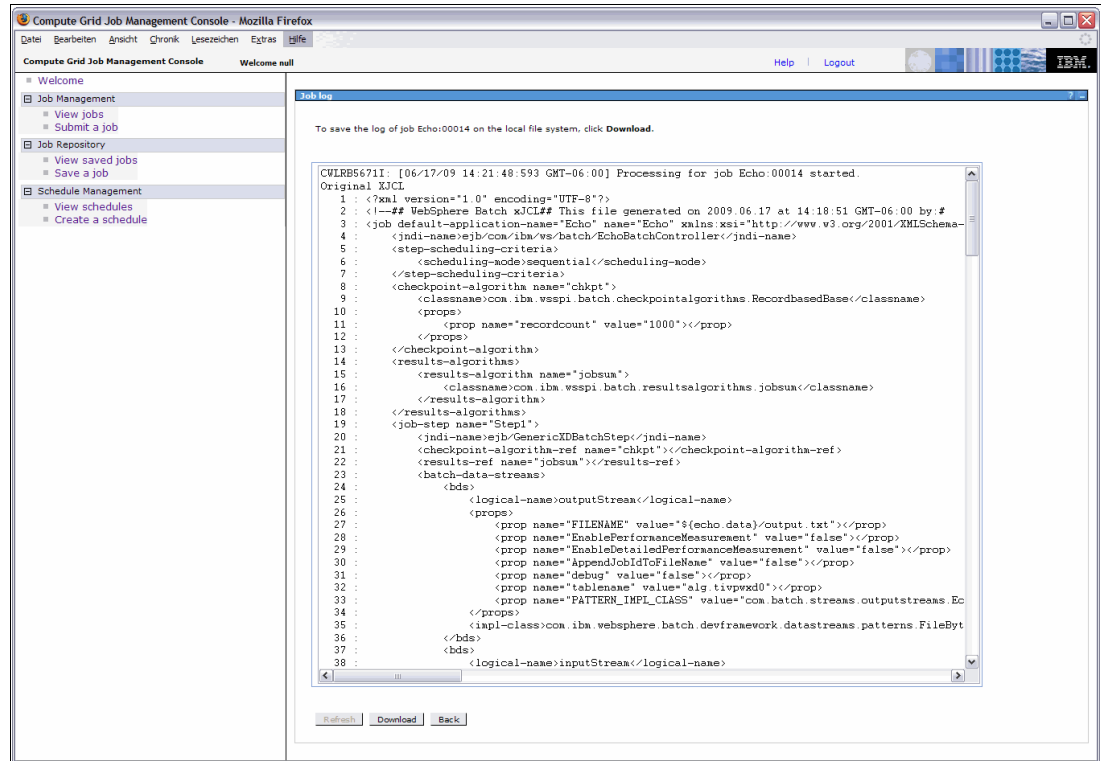 Compute Grid Job Management Console - Mozilla Firefox
Datei Bearbeiten Ansicht Chronik Lesezeichen Extras Hilfe
Compute Grid Job Management Console Welcome null Help Logout IBM.
Welcome
Job Management
View jobs
Submit a job
Job Repository
View saved jobs
Save a job
Schedule Management
View schedules
Create a schedule
Job log ? –
To save the log of job Echo:00014 on the local file system, click Download.
CWLRB5671I: [06/17/09 14:21:48:593 GMT-06:00] Processing for job Echo:00014 started.
Original XJCL
1 : <?xml version="1.0" encoding="UTF-8"?>
2 : <!--## WebSphere Batch xJCL## This file generated on 2009.06.17 at 14:18:51 GMT-06:00 by:#
3 : <job default-application-name="Echo" name="Echo" xmlns:xsi="http://www.w3.org/2001/XMLSchema-
4 : <jndi-name>ejb/com/ibm/ws/batch/EchoBatchController</jndi-name>
5 : <step-scheduling-criteria>
6 : <scheduling-mode>sequential</scheduling-mode>
7 : </step-scheduling-criteria>
8 : <checkpoint-algorithm name="chkpt">
9 : <classname>com.ibm.wsspi.batch.checkpointalgorithms.RecordbasedBase</classname>
10 : <props>
11 : <prop name="recordcount" value="1000"></prop>
12 : </props>
13 : </checkpoint-algorithm>
14 : <results-algorithms>
15 : <results-algorithm name="jobsum">
16 : <classname>com.ibm.wsspi.batch.resultsalgorithms.jobsum</classname>
17 : </results-algorithm>
18 : </results-algorithms>
19 : <job-step name="Step1">
20 : <jndi-name>ejb/GenericXDBatchStep</jndi-name>
21 : <checkpoint-algorithm-ref name="chkpt"></checkpoint-algorithm-ref>
22 : <results-ref name="jobsum"></results-ref>
23 : <batch-data-streams>
24 : <bds>
25 : <logical-name>outputStream</logical-name>
26 : <props>
27 : <prop name="FILENAME" value="${echo.data}/output.txt"></prop>
28 : <prop name="EnablePerformanceMeasurement" value="false"></prop>
29 : <prop name="EnableDetailedPerformanceMeasurement" value="false"></prop>
30 : <prop name="AppendJobIdToFileName" value="false"></prop>
31 : <prop name="debug" value="false"></prop>
32 : <prop name="tablename" value="alg.tivpwxd0"></prop>
33 : <prop name="PATTERN_IMPL_CLASS" value="com.batch.streams.outputstreams.Ec
34 : </props>
35 : <impl-class>com.ibm.websphere.batch.devframework.datastreams.patterns.FileByt
36 : </bds>
37 : <bds>
38 : <logical-name>inputStream</logical-name>
Refresh Download Back